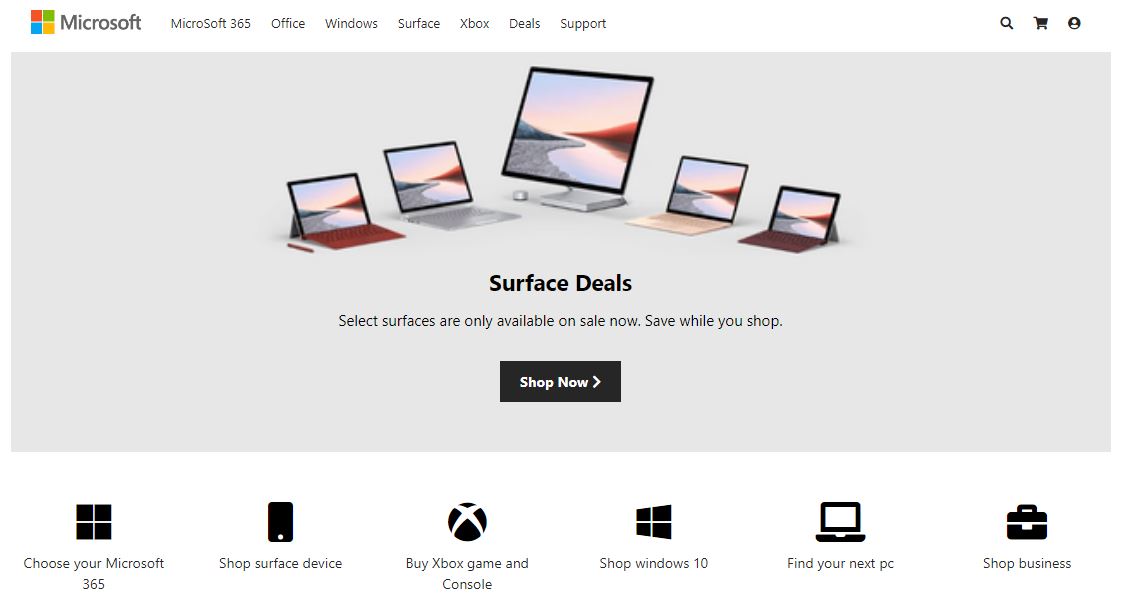 Microsoft MicroSoft 365 Office Windows Surface Xbox Deals Support
Surface Deals
Select surfaces are only available on sale now. Save while you shop.
Shop Now
Choose your Microsoft 365
Shop surface device
Buy Xbox game and Console
Shop windows 10
Find your next pc
Shop business